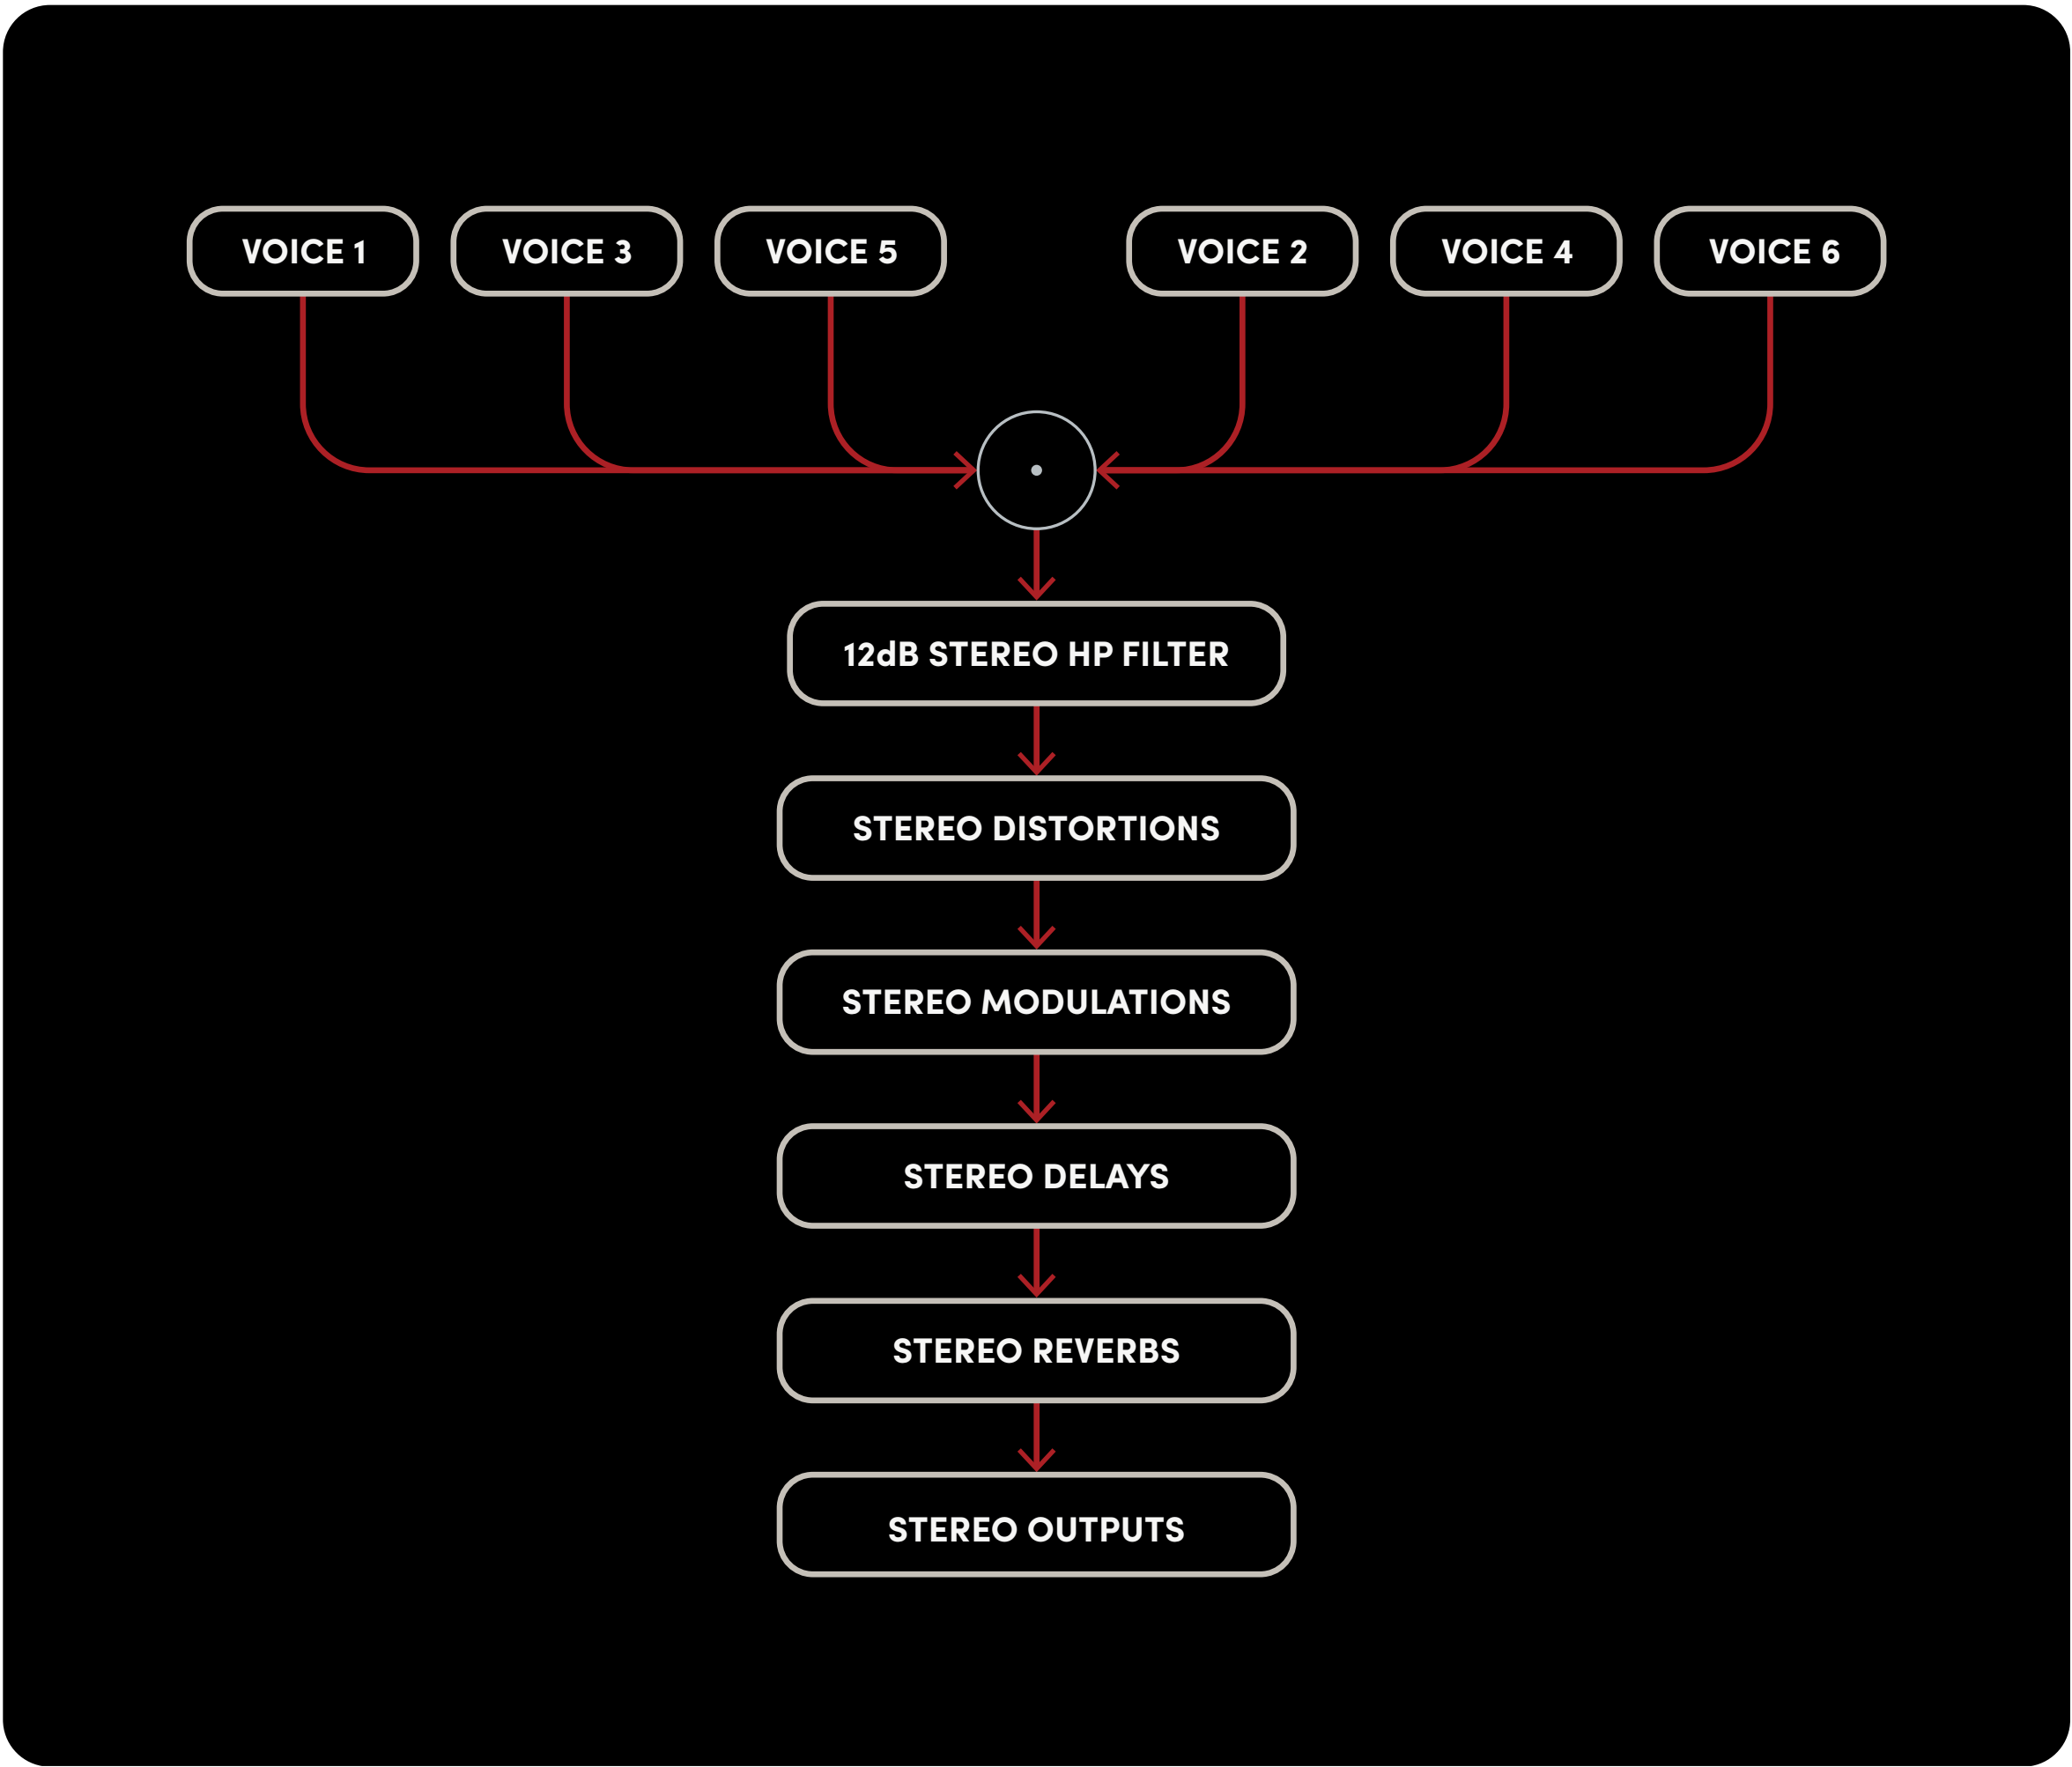 VOICE 1
VOICE 3
VOICE 5
VOICE 2
VOICE 4
VOICE 6
12dB STEREO HP FILTER
STEREO DISTORTIONS
STEREO MODULATIONS
STEREO DELAYS
STEREO REVERBS
STEREO OUTPUTS